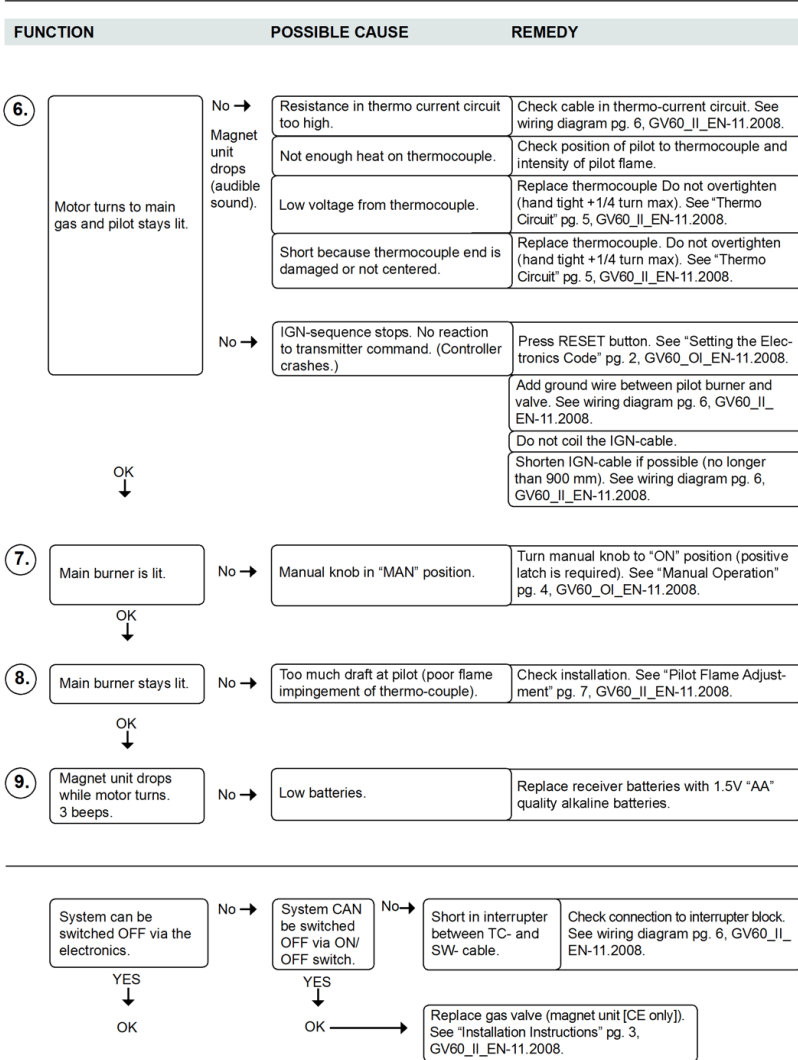 FUNCTION POSSIBLE CAUSE REMEDY
6.
Motor turns to main
gas and pilot stays lit.
No →
Magnet
unit
drops
(audible
sound).
Resistance in thermo current circuit
too high.
Check cable in thermo-current circuit. See
wiring diagram pg. 6, GV60_II_EN-11.2008.
Not enough heat on thermocouple.
Check position of pilot to thermocouple and
intensity of pilot flame.
Low voltage from thermocouple.
Replace thermocouple Do not overtighten
(hand tight +1/4 turn max). See “Thermo
Circuit” pg. 5, GV60_II_EN-11.2008.
Short because thermocouple end is
damaged or not centered.
Replace thermocouple. Do not overtighten
(hand tight +1/4 turn max). See “Thermo
Circuit” pg. 5, GV60_II_EN-11.2008.
No →
IGN-sequence stops. No reaction
to transmitter command. (Controller
crashes.)
Press RESET button. See “Setting the Elec-
tronics Code” pg. 2, GV60_OI_EN-11.2008.
Add ground wire between pilot burner and
valve. See wiring diagram pg. 6, GV60_II_
EN-11.2008.
Do not coil the IGN-cable.
Shorten IGN-cable if possible (no longer
than 900 mm). See wiring diagram pg. 6,
GV60_II_EN-11.2008.
OK
7.
Main burner is lit.
No →
Manual knob in “MAN” position.
Turn manual knob to “ON” position (positive
latch is required). See “Manual Operation”
pg. 4, GV60_OI_EN-11.2008.
OK
8.
Main burner stays lit.
No →
Too much draft at pilot (poor flame
impingement of thermo-couple).
Check installation. See “Pilot Flame Adjust-
ment” pg. 7, GV60_II_EN-11.2008.
OK
9.
Magnet unit drops
while motor turns.
3 beeps.
No →
Low batteries.
Replace receiver batteries with 1.5V “AA”
quality alkaline batteries.
System can be
switched OFF via the
electronics.
No →
System CAN
be switched
OFF via ON/
OFF switch.
No→
Short in interrupter
between TC- and
SW- cable.
Check connection to interrupter block.
See wiring diagram pg. 6, GV60_II_
EN-11.2008.
YES
OK
YES
OK
Replace gas valve (magnet unit [CE only]).
See “Installation Instructions” pg. 3,
GV60_II_EN-11.2008.